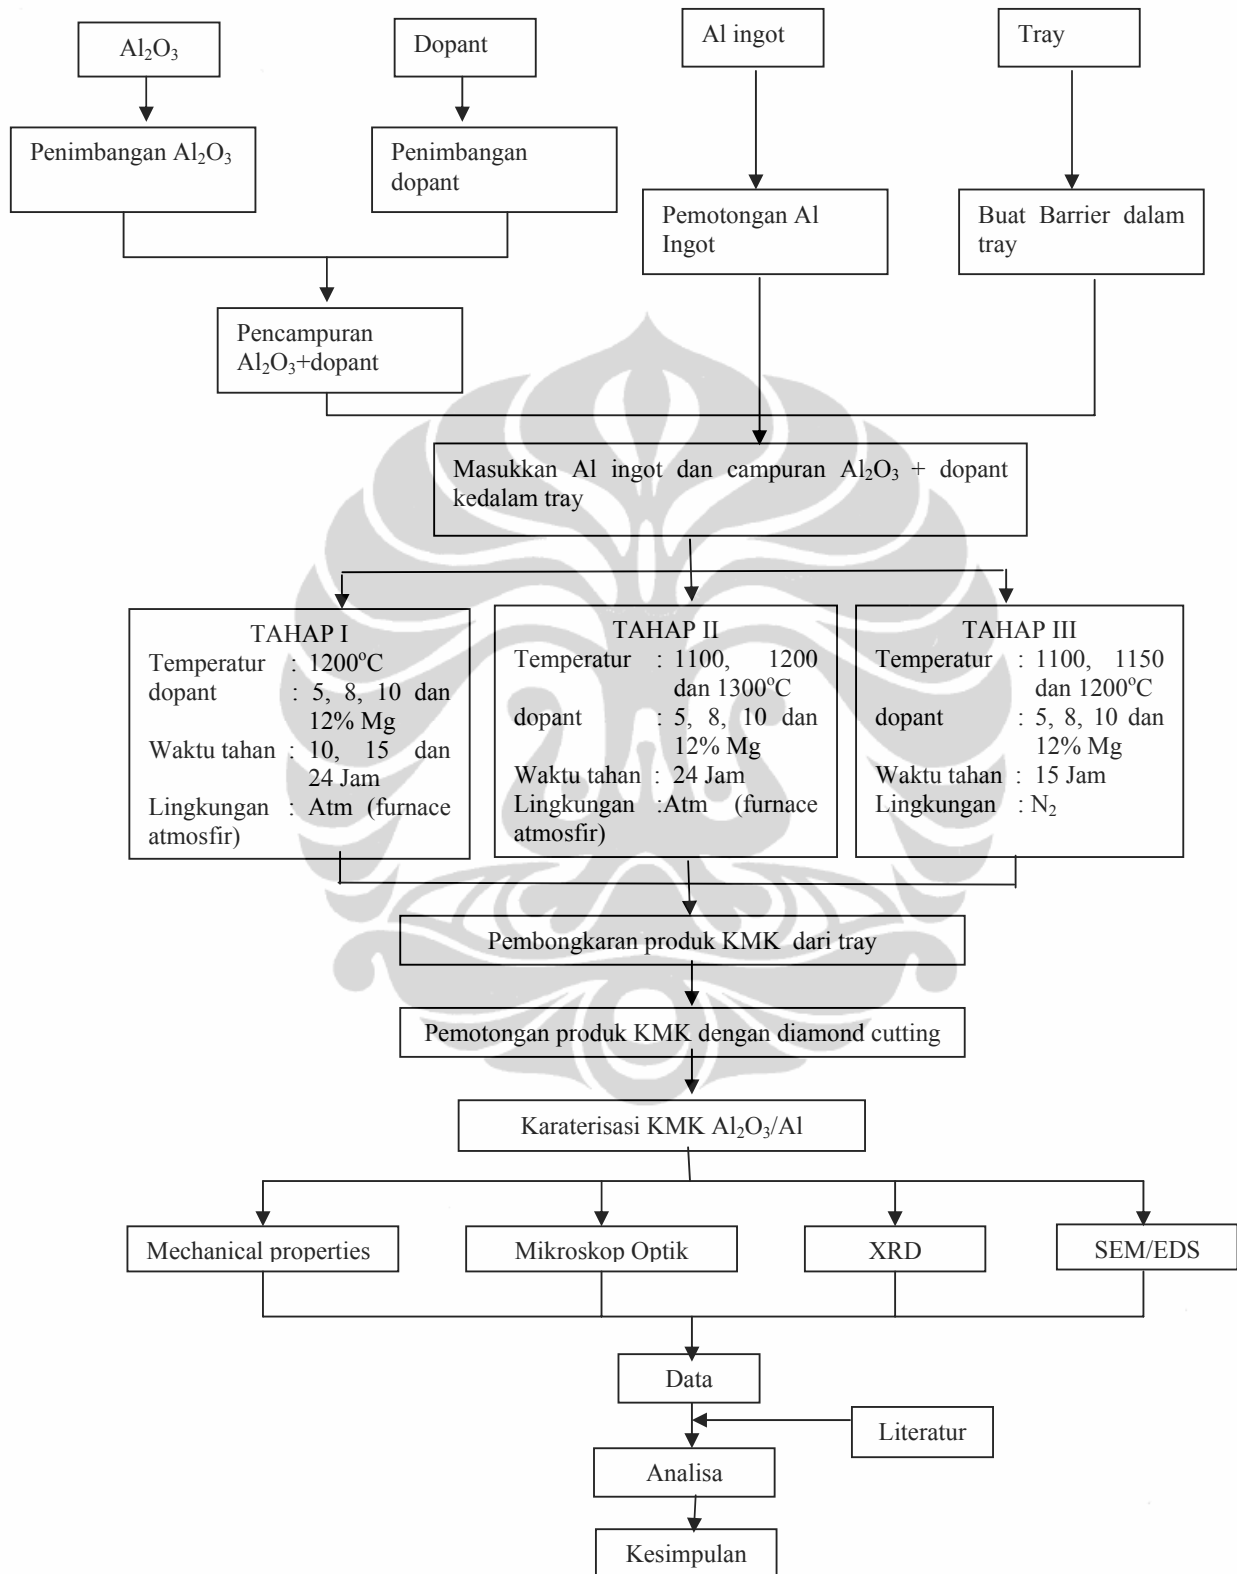 Al₂O₃
Dopant
Al ingot
Tray
Penimbangan Al₂O₃
Penimbangan
dopant
Pemotongan Al
Ingot
Buat Barrier dalam
tray
Pencampuran
Al₂O₃+dopant
Masukkan Al ingot dan campuran Al₂O₃ + dopant
kedalam tray
TAHAP I
Temperatur : 1200°C
dopant : 5, 8, 10 dan
12% Mg
Waktu tahan : 10, 15 dan
24 Jam
Lingkungan : Atm (furnace
atmosfir)
TAHAP II
Temperatur : 1100, 1200
dan 1300°C
dopant : 5, 8, 10 dan
12% Mg
Waktu tahan : 24 Jam
Lingkungan :Atm (furnace
atmosfir)
TAHAP III
Temperatur : 1100, 1150
dan 1200°C
dopant : 5, 8, 10 dan
12% Mg
Waktu tahan : 15 Jam
Lingkungan : N₂
Pembongkaran produk KMK dari tray
Pemotongan produk KMK dengan diamond cutting
Karaterisasi KMK Al₂O₃/Al
Mechanical properties
Mikroskop Optik
XRD
SEM/EDS
Data
Literatur
Analisa
Kesimpulan